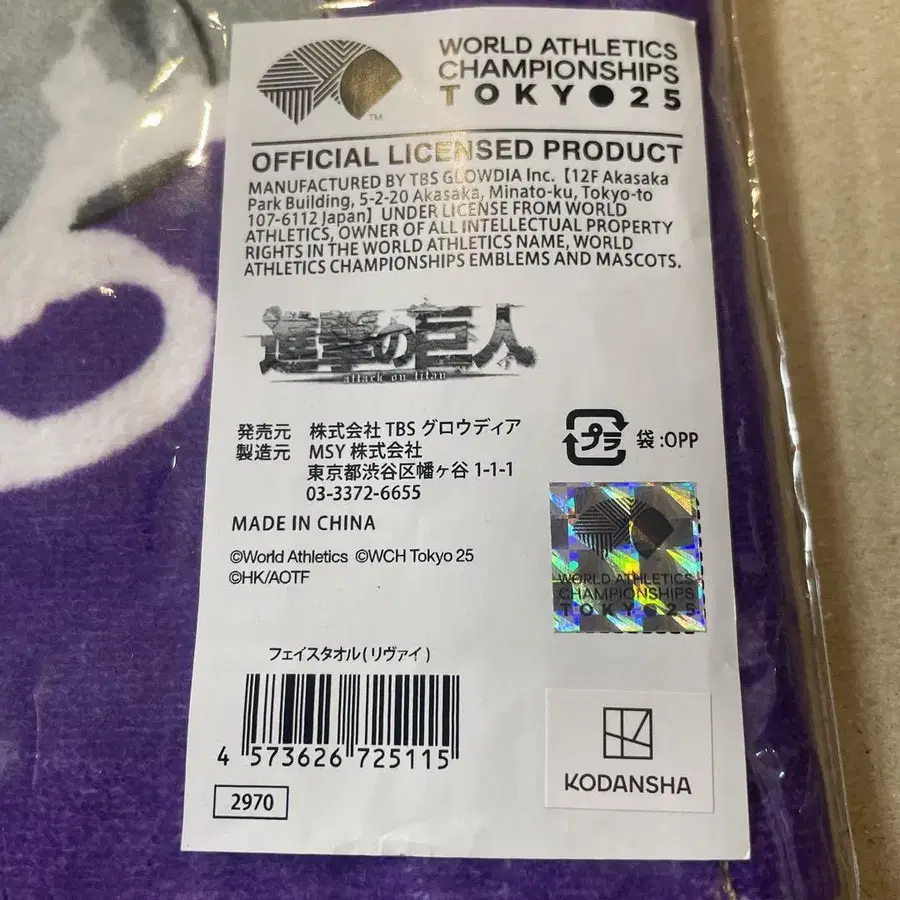 WORLD ATHLETICS
CHAMPIONSHIPS
TOKYO25
TM
OFFICIAL LICENSED PRODUCT
MANUFACTURED BY TBS GLOWDIA Inc.【12F Akasaka
Park Building, 5-2-20 Akasaka, Minato-ku, Tokyo-to
107-6112 Japan】UNDER LICENSE FROM WORLD
ATHLETICS, OWNER OF ALL INTELLECTUAL PROPERTY
RIGHTS IN THE WORLD ATHLETICS NAME, WORLD
ATHLETICS CHAMPIONSHIPS EMBLEMS AND MASCOTS.
進撃の巨人
attack on titan
発売元 株式会社 TBS グロウディア
製造元 MSY 株式会社
東京都渋谷区幡ヶ谷 1-1-1
03-3372-6655
プラ 袋:OPP
MADE IN CHINA
©World Athletics ©WCH Tokyo 25
©HK/AOTF
WORLD ATHLETICS
CHAMPIONSHIPS
TOKYO25
フェイスタオル(リヴァイ)
4 573626 725115
2970
KODANSHA